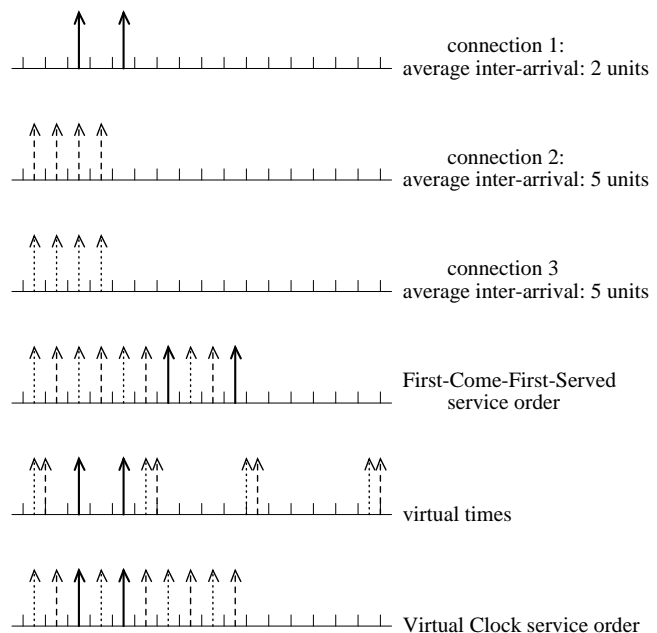 connection 1:
average inter-arrival: 2 units
connection 2:
average inter-arrival: 5 units
connection 3
average inter-arrival: 5 units
First-Come-First-Served
service order
virtual times
Virtual Clock service order